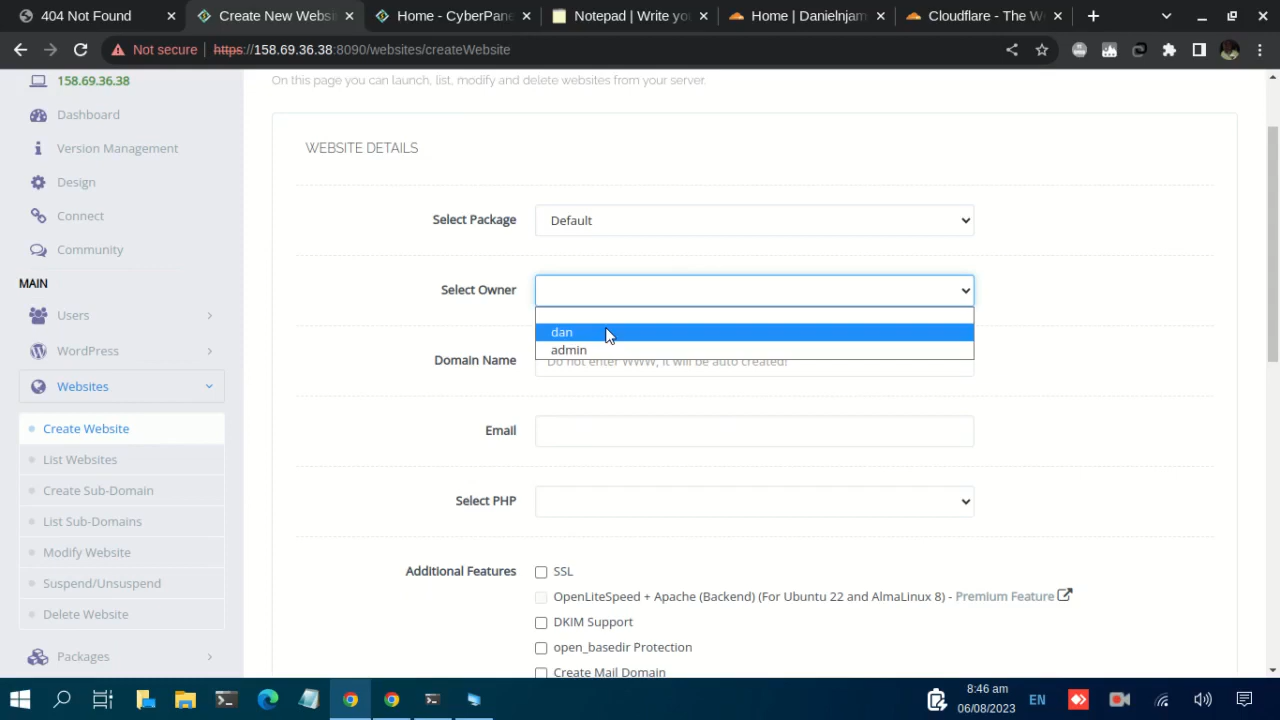 404 Not Found
Create New Websi
Home - CyberPane
Notepad | Write yo
Home | Danielnjam
Cloudflare - The W
Not secure
https://158.69.36.38:8090/websites/createWebsite
158.69.36.38
Dashboard
Version Management
Design
Connect
Community
MAIN
Users
WordPress
Websites
Create Website
List Websites
Create Sub-Domain
List Sub-Domains
Modify Website
Suspend/Unsuspend
Delete Website
Packages
On this page you can launch, list, modify and delete websites from your server.
WEBSITE DETAILS
Select Package
Default
Select Owner
dan
admin
Domain Name
Do not enter WWW, it will be auto created!
Email
Select PHP
Additional Features
SSL
OpenLiteSpeed + Apache (Backend) (For Ubuntu 22 and AlmaLinux 8) - Premium Feature
DKIM Support
open_basedir Protection
Create Mail Domain
EN
8:46 am
06/08/2023